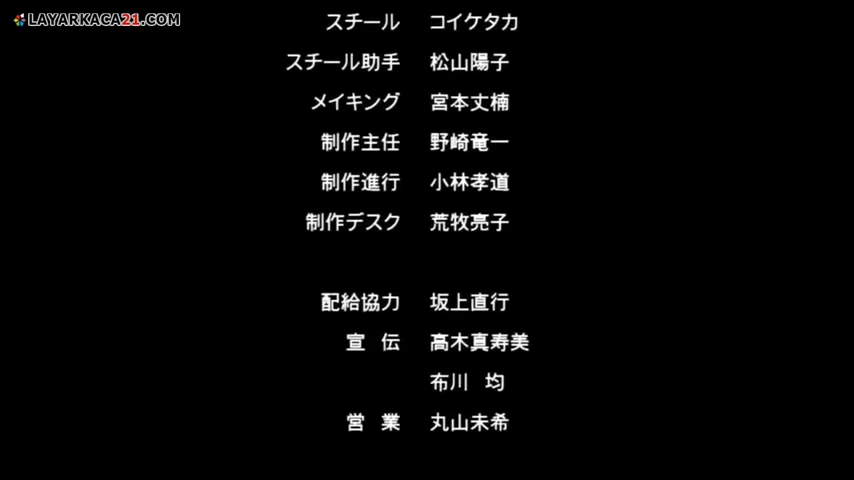 LAYARKACA21.COM
スチール コイケタカ
スチール助手 松山陽子
メイキング 宮本丈楠
制作主任 野崎竜一
制作進行 小林孝道
制作デスク 荒牧亮子
配給協力 坂上直行
宣 伝 高木真寿美
布川 均
営 業 丸山未希